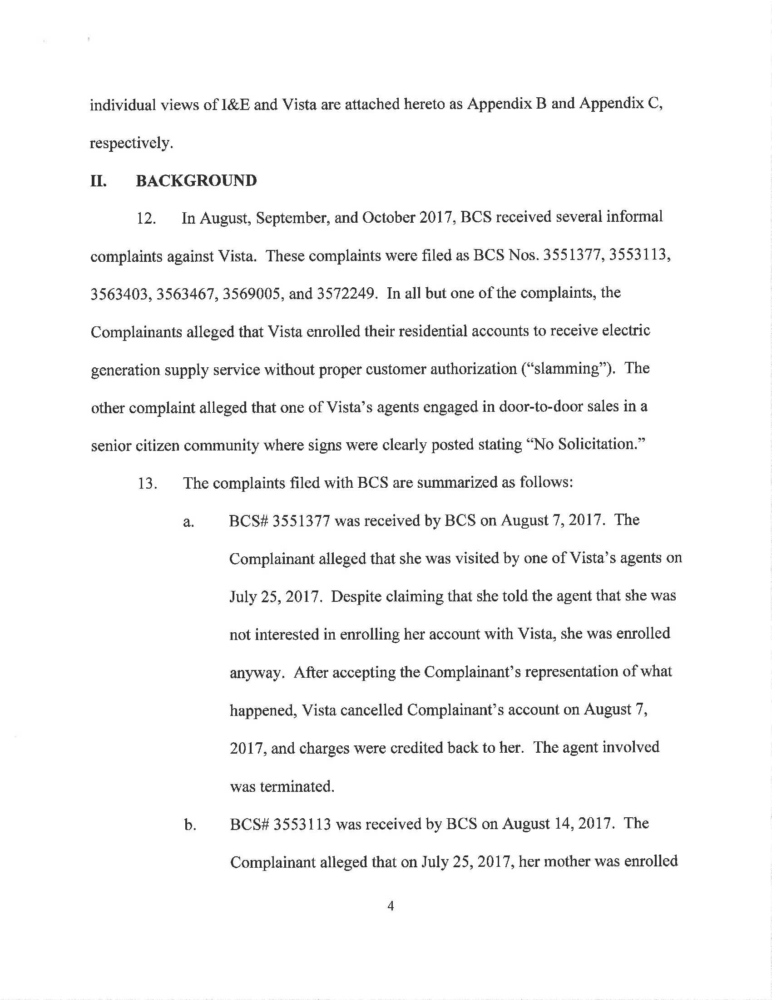 individual views of I&E and Vista are attached hereto as Appendix B and Appendix C,
respectively.
II. BACKGROUND
12. In August, September, and October 2017, BCS received several informal
complaints against Vista. These complaints were filed as BCS Nos. 3551377, 3553113,
3563403, 3563467, 3569005, and 3572249. In all but one of the complaints, the
Complainants alleged that Vista enrolled their residential accounts to receive electric
generation supply service without proper customer authorization (“slamming”). The
other complaint alleged that one of Vista’s agents engaged in door-to-door sales in a
senior citizen community where signs were clearly posted stating “No Solicitation.”
13. The complaints filed with BCS are summarized as follows:
a. BCS# 3551377 was received by BCS on August 7, 2017. The
Complainant alleged that she was visited by one of Vista’s agents on
July 25, 2017. Despite claiming that she told the agent that she was
not interested in enrolling her account with Vista, she was enrolled
anyway. After accepting the Complainant’s representation of what
happened, Vista cancelled Complainant’s account on August 7,
2017, and charges were credited back to her. The agent involved
was terminated.
b. BCS# 3553113 was received by BCS on August 14, 2017. The
Complainant alleged that on July 25, 2017, her mother was enrolled
4